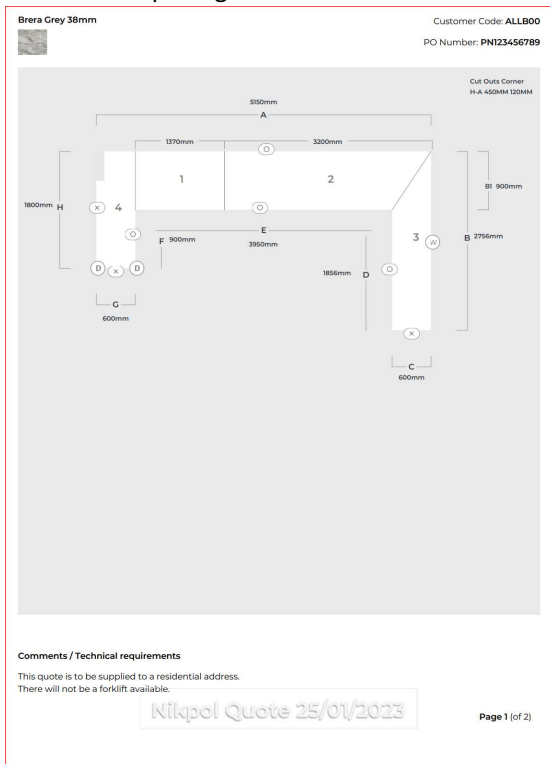 Brera Grey 38mm
Customer Code: ALLB00
PO Number: PN123456789
Cut Outs Corner
H-A 450MM 120MM
5150mm
A
1370mm
3200mm
O
1
2
B1 900mm
1800mm H
X
4
O
O
E
3950mm
F 900mm
3
W
B 2756mm
D
X
D
1856mm D
O
G
600mm
X
C
600mm
Comments / Technical requirements
This quote is to be supplied to a residential address.
There will not be a forklift available.
Nikpol Quote 25/01/2023
Page 1 (of 2)